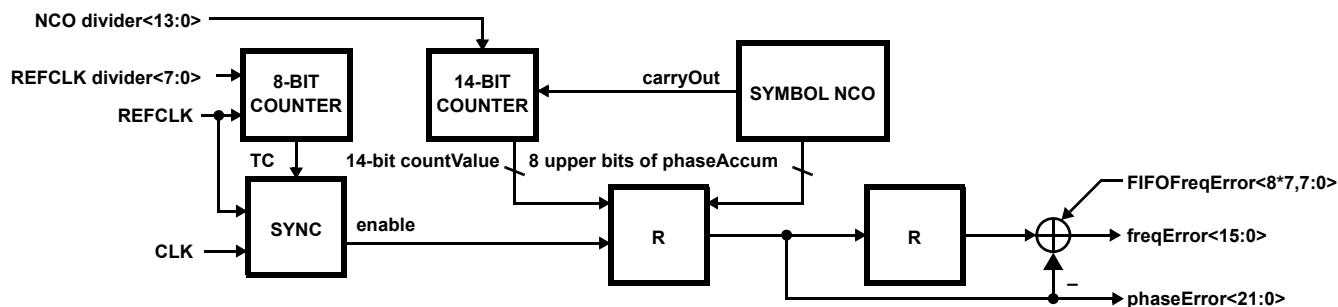 NCO divider<13:0>
REFCLK divider<7:0>
REFCLK
8-BIT
COUNTER
14-BIT
COUNTER
carryOut
SYMBOL NCO
TC
14-bit countValue
8 upper bits of phaseAccum
CLK
SYNC
enable
R
R
FIFOFreqError<8*7,7:0>
freqError<15:0>
–
phaseError<21:0>